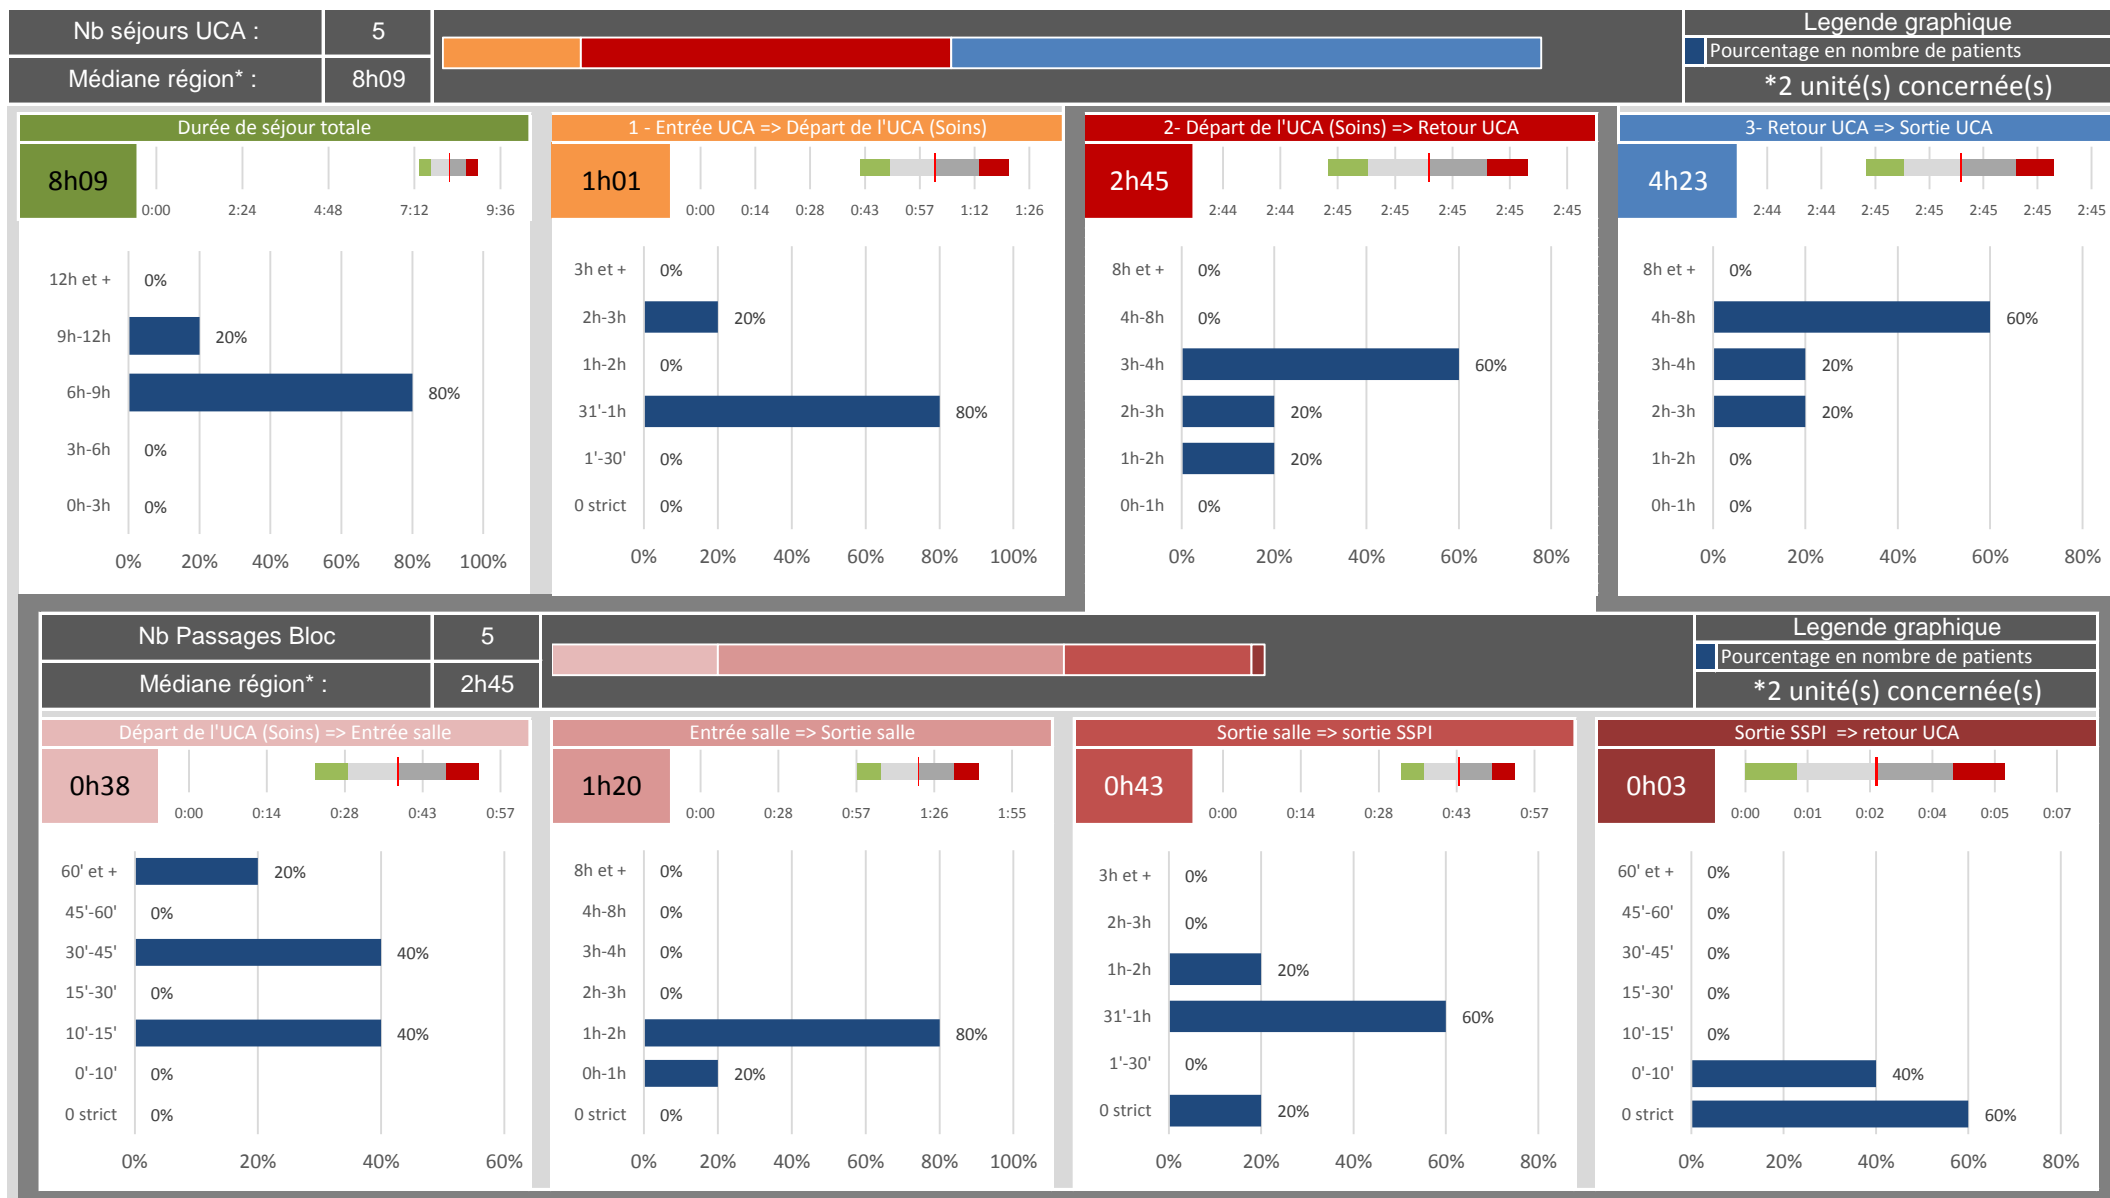 Nb séjours UCA :
5
Médiane région* :
8h09
Legende graphique
Pourcentage en nombre de patients
*2 unité(s) concernée(s)
Durée de séjour totale
8h09
0:00 2:24 4:48 7:12 9:36
12h et + 0%
9h-12h 20%
6h-9h 80%
3h-6h 0%
0h-3h 0%
0% 20% 40% 60% 80% 100%
1 - Entrée UCA => Départ de l'UCA (Soins)
1h01
0:00 0:14 0:28 0:43 0:57 1:12 1:26
3h et + 0%
2h-3h 20%
1h-2h 0%
31'-1h 80%
1'-30' 0%
0 strict 0%
0% 20% 40% 60% 80% 100%
2- Départ de l'UCA (Soins) => Retour UCA
2h45
2:44 2:44 2:45 2:45 2:45 2:45 2:45
8h et + 0%
4h-8h 0%
3h-4h 60%
2h-3h 20%
1h-2h 20%
0h-1h 0%
0% 20% 40% 60% 80%
3- Retour UCA => Sortie UCA
4h23
2:44 2:44 2:45 2:45 2:45 2:45 2:45
8h et + 0%
4h-8h 60%
3h-4h 20%
2h-3h 20%
1h-2h 0%
0h-1h 0%
0% 20% 40% 60% 80%
Nb Passages Bloc
5
Médiane région* :
2h45
Legende graphique
Pourcentage en nombre de patients
*2 unité(s) concernée(s)
Départ de l'UCA (Soins) => Entrée salle
0h38
0:00 0:14 0:28 0:43 0:57
60' et + 20%
45'-60' 0%
30'-45' 40%
15'-30' 0%
10'-15' 40%
0'-10' 0%
0 strict 0%
0% 20% 40% 60%
Entrée salle => Sortie salle
1h20
0:00 0:28 0:57 1:26 1:55
8h et + 0%
4h-8h 0%
3h-4h 0%
2h-3h 0%
1h-2h 80%
0h-1h 20%
0 strict 0%
0% 20% 40% 60% 80% 100%
Sortie salle => sortie SSPI
0h43
0:00 0:14 0:28 0:43 0:57
3h et + 0%
2h-3h 0%
1h-2h 20%
31'-1h 60%
1'-30' 0%
0 strict 20%
0% 20% 40% 60% 80%
Sortie SSPI => retour UCA
0h03
0:00 0:01 0:02 0:04 0:05 0:07
60' et + 0%
45'-60' 0%
30'-45' 0%
15'-30' 0%
10'-15' 0%
0'-10' 40%
0 strict 60%
0% 20% 40% 60% 80%